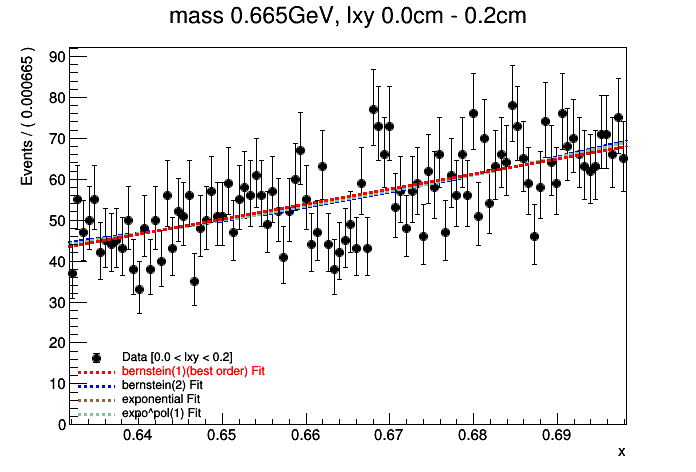 mass 0.665GeV, lxy 0.0cm - 0.2cm
Events / ( 0.000665 )
90
80
70
60
50
40
30
20
10
0
Data [0.0 < lxy < 0.2]
bernstein(1)(best order) Fit
bernstein(2) Fit
exponential Fit
expo^pol(1) Fit
0.64 0.65 0.66 0.67 0.68 0.69
x